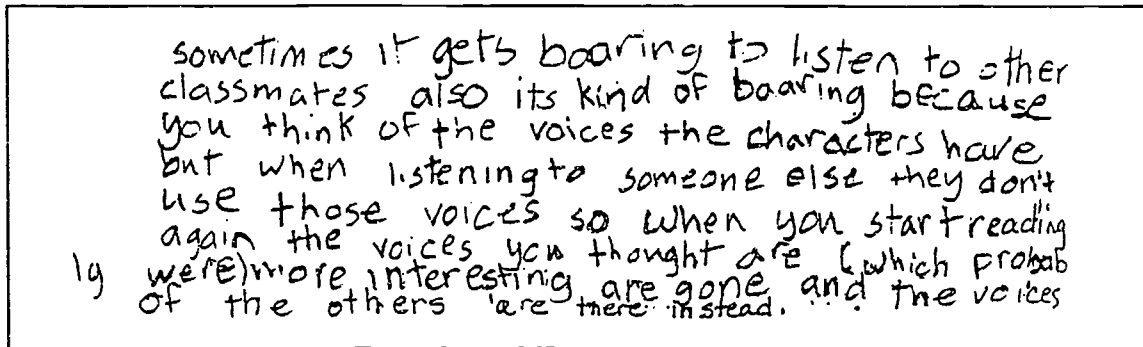 sometimes it gets boaring to listen to other
classmates also its kind of boaring because
you think of the voices the characters have
but when listening to someone else they don't
use those voices so when you start reading
again the voices you thought are (which probab
ly were) more interesting are gone and the voices
of the others are there instead.